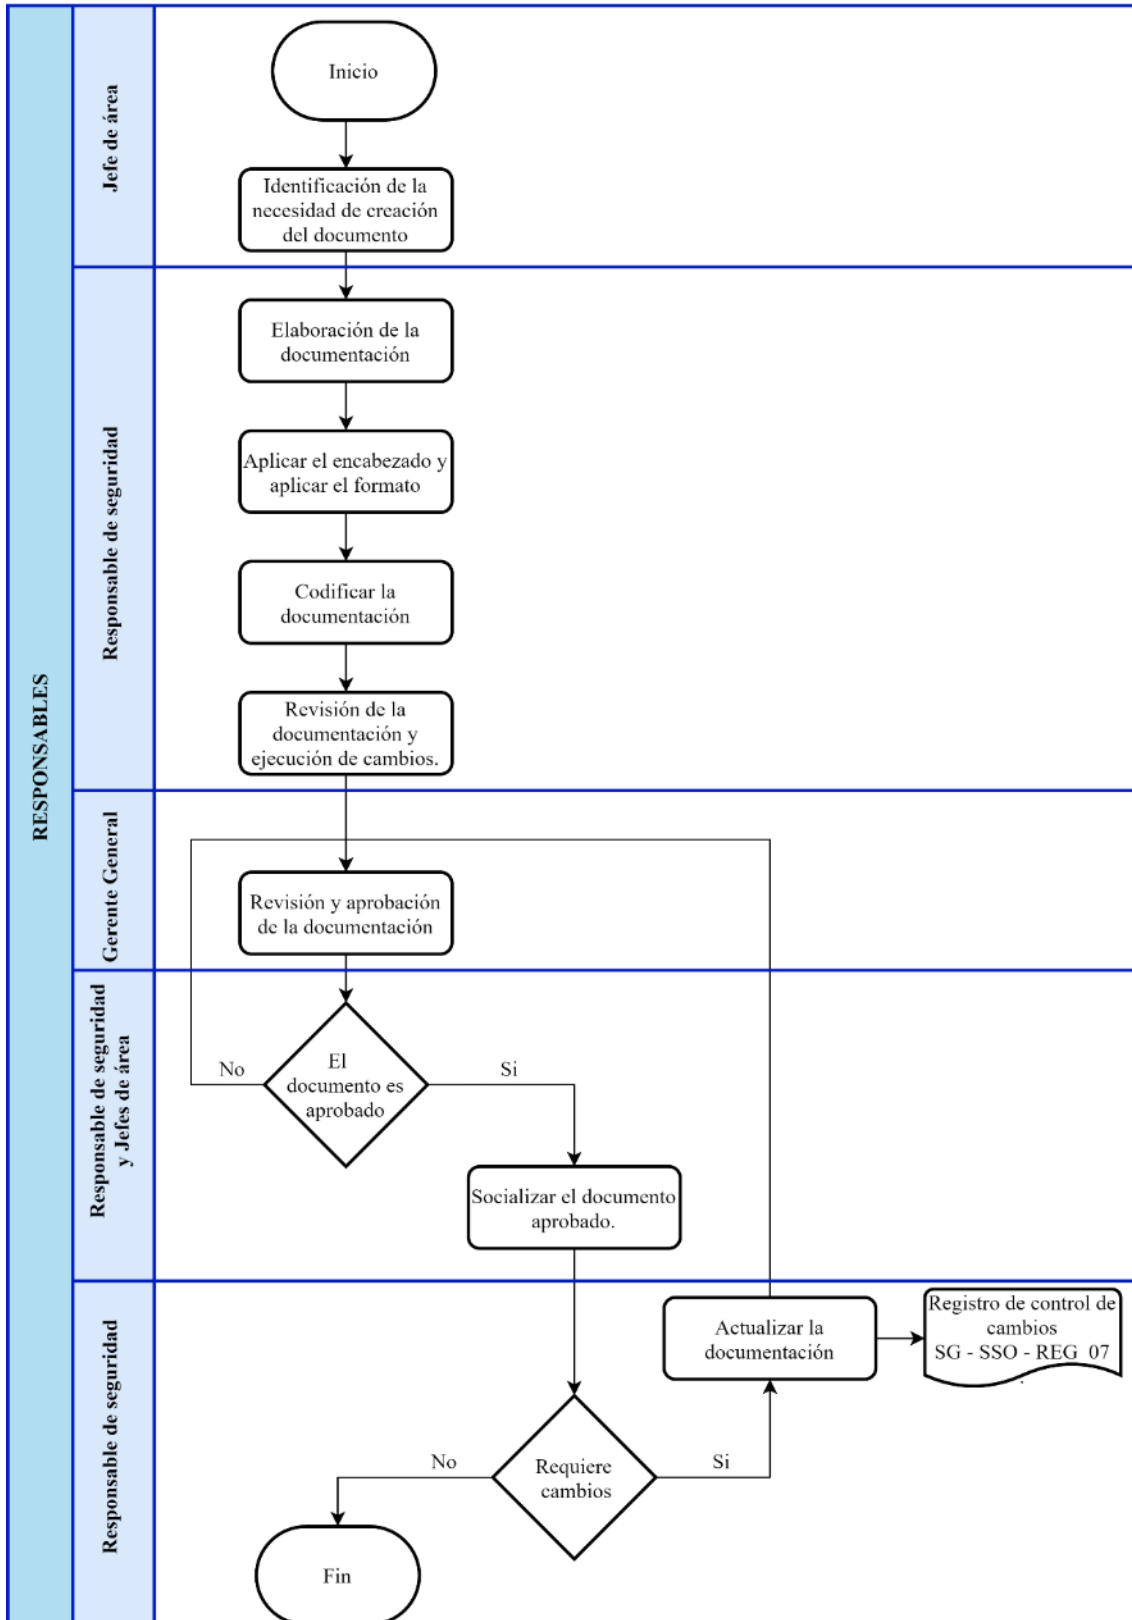 RESPONSABLES
Jefe de área
Inicio
Identificación de la
necesidad de creación
del documento
Responsable de seguridad
Elaboración de la
documentación
Aplicar el encabezado y
aplicar el formato
Codificar la
documentación
Revisión de la
documentación y
ejecución de cambios.
Gerente General
Revisión y aprobación
de la documentación
Responsable de seguridad
y Jefes de área
El
documento es
aprobado
No
Si
Socializar el documento
aprobado.
Responsable de seguridad
Actualizar la
documentación
Registro de control de
cambios
SG - SSO - REG_07
.
Requiere
cambios
No
Si
Fin